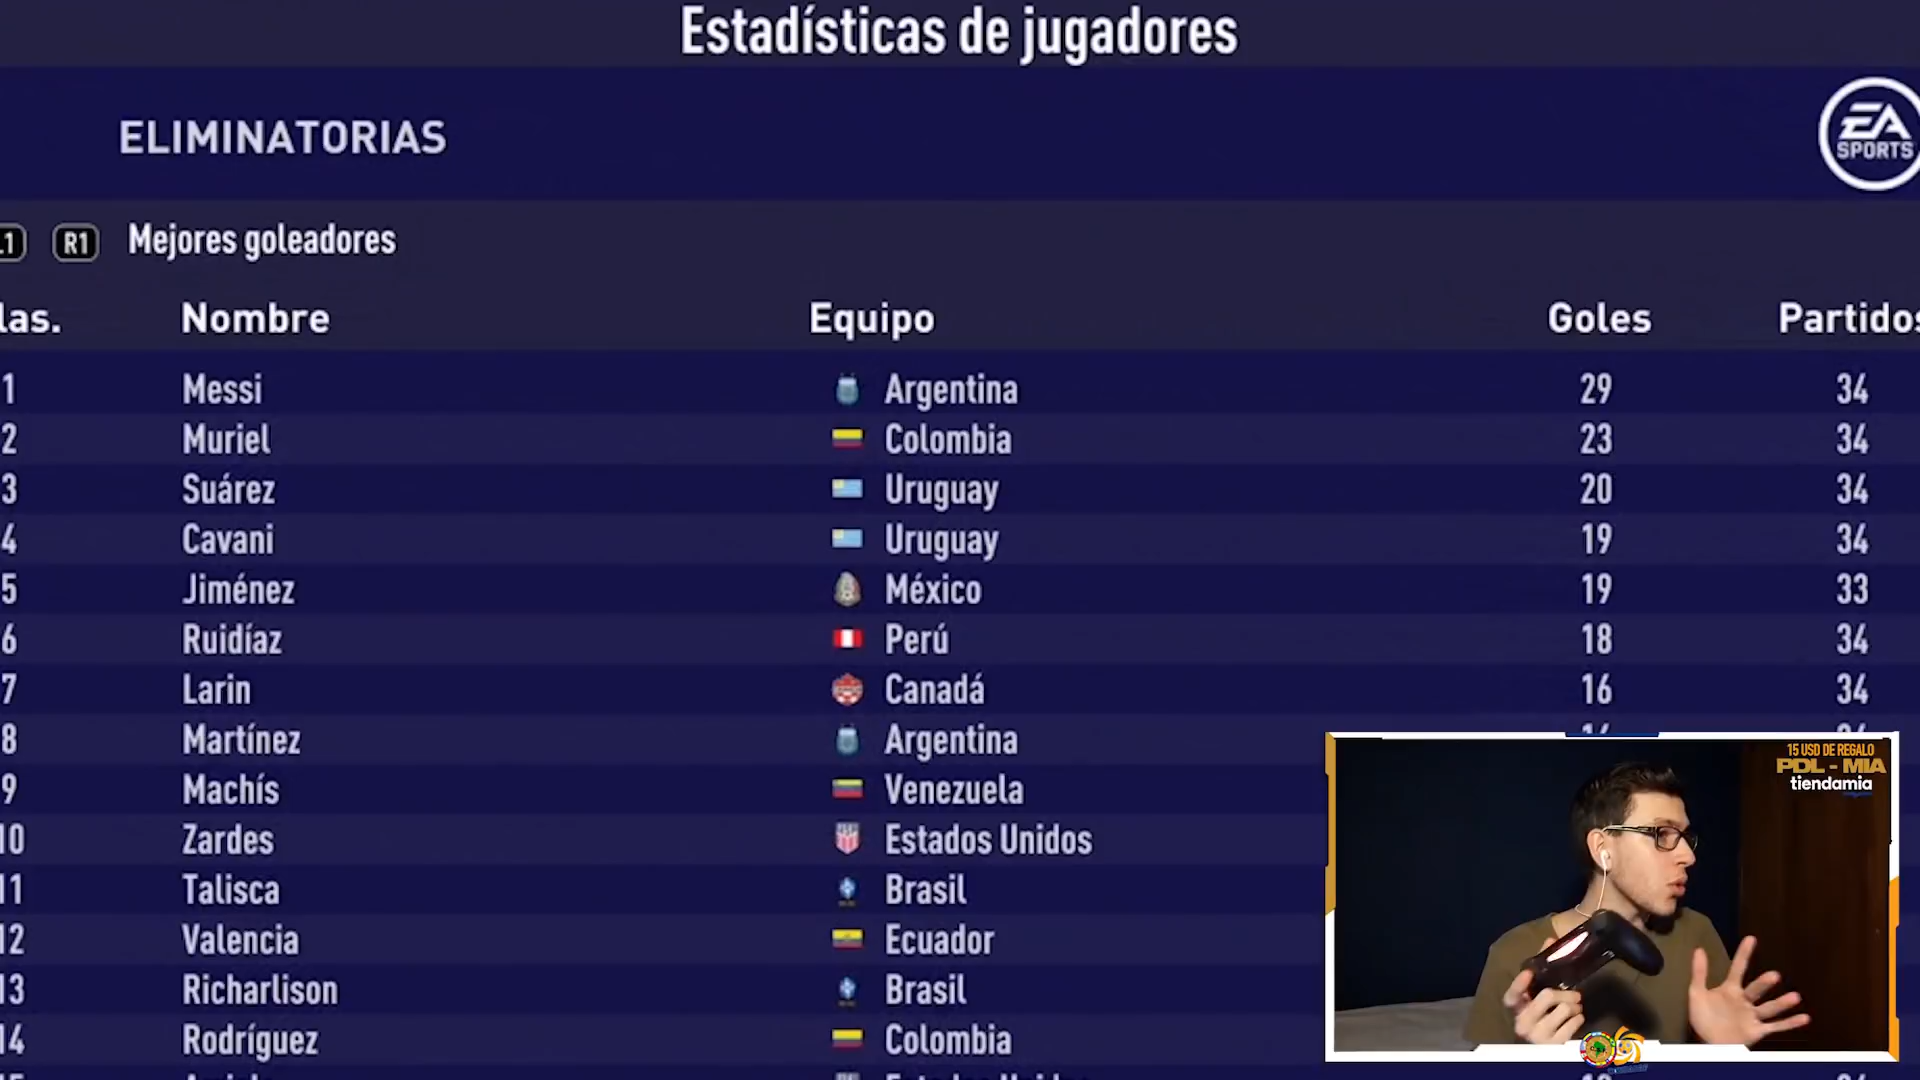 Estadísticas de jugadores
ELIMINATORIAS
EA SPORTS
R1 Mejores goleadores
Nombre Equipo Goles Partidos
1 Messi Argentina 29 34
2 Muriel Colombia 23 34
3 Suárez Uruguay 20 34
4 Cavani Uruguay 19 34
5 Jiménez México 19 33
6 Ruidíaz Perú 18 34
7 Larin Canadá 16 34
8 Martínez Argentina
9 Machís Venezuela
10 Zardes Estados Unidos
11 Talisca Brasil
12 Valencia Ecuador
13 Richarlison Brasil
14 Rodríguez Colombia
15 USD DE REGALO
PDL - MIA
tiendamia